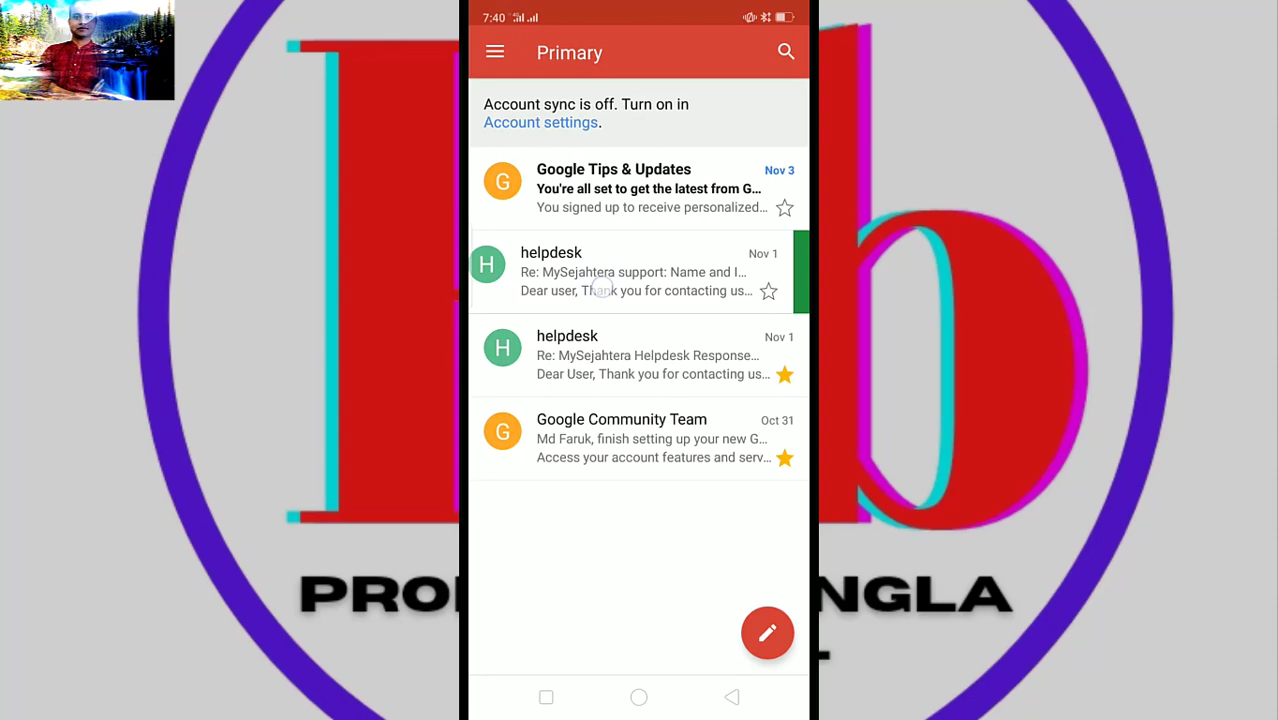 7:40
Primary
Account sync is off. Turn on in
Account settings.
G
Google Tips & Updates
Nov 3
You're all set to get the latest from G...
You signed up to receive personalized...
H
helpdesk
Nov 1
Re: MySejahtera support: Name and I...
Dear user, Thank you for contacting us...
H
helpdesk
Nov 1
Re: MySejahtera Helpdesk Response...
Dear User, Thank you for contacting us...
G
Google Community Team
Oct 31
Md Faruk, finish setting up your new G...
Access your account features and serv...
b
PRO
NGLA